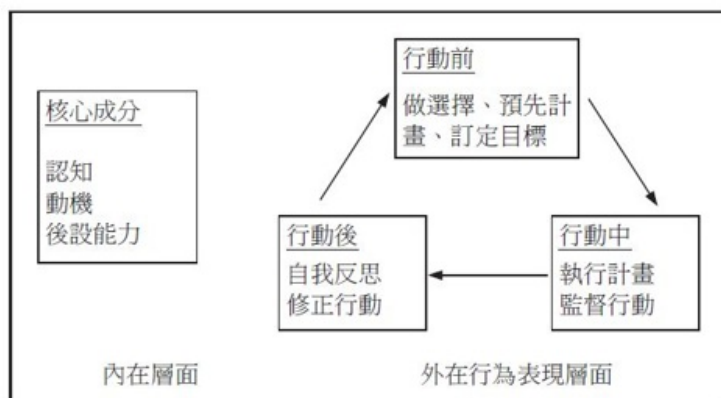 核心成分
認知
動機
後設能力
內在層面
行動前
做選擇、預先計
畫、訂定目標
行動中
執行計畫
監督行動
行動後
自我反思
修正行動
外在行為表現層面